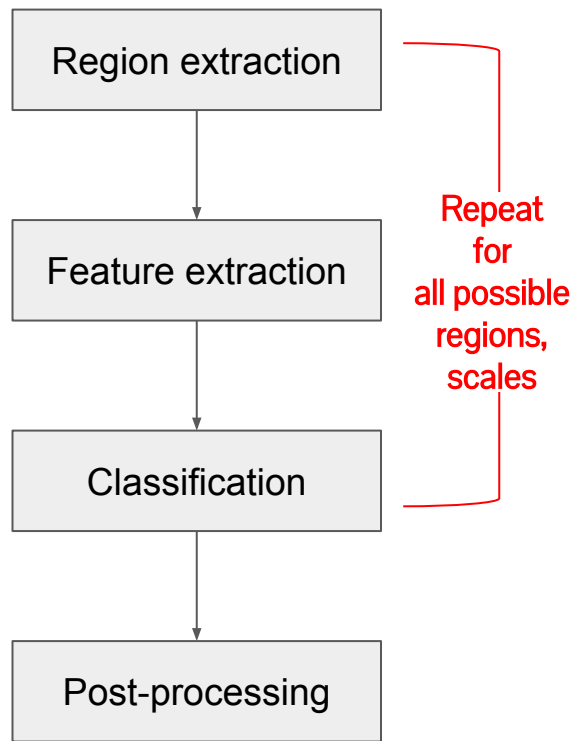 Region extraction
Feature extraction
Classification
Post-processing
Repeat
for
all possible
regions,
scales